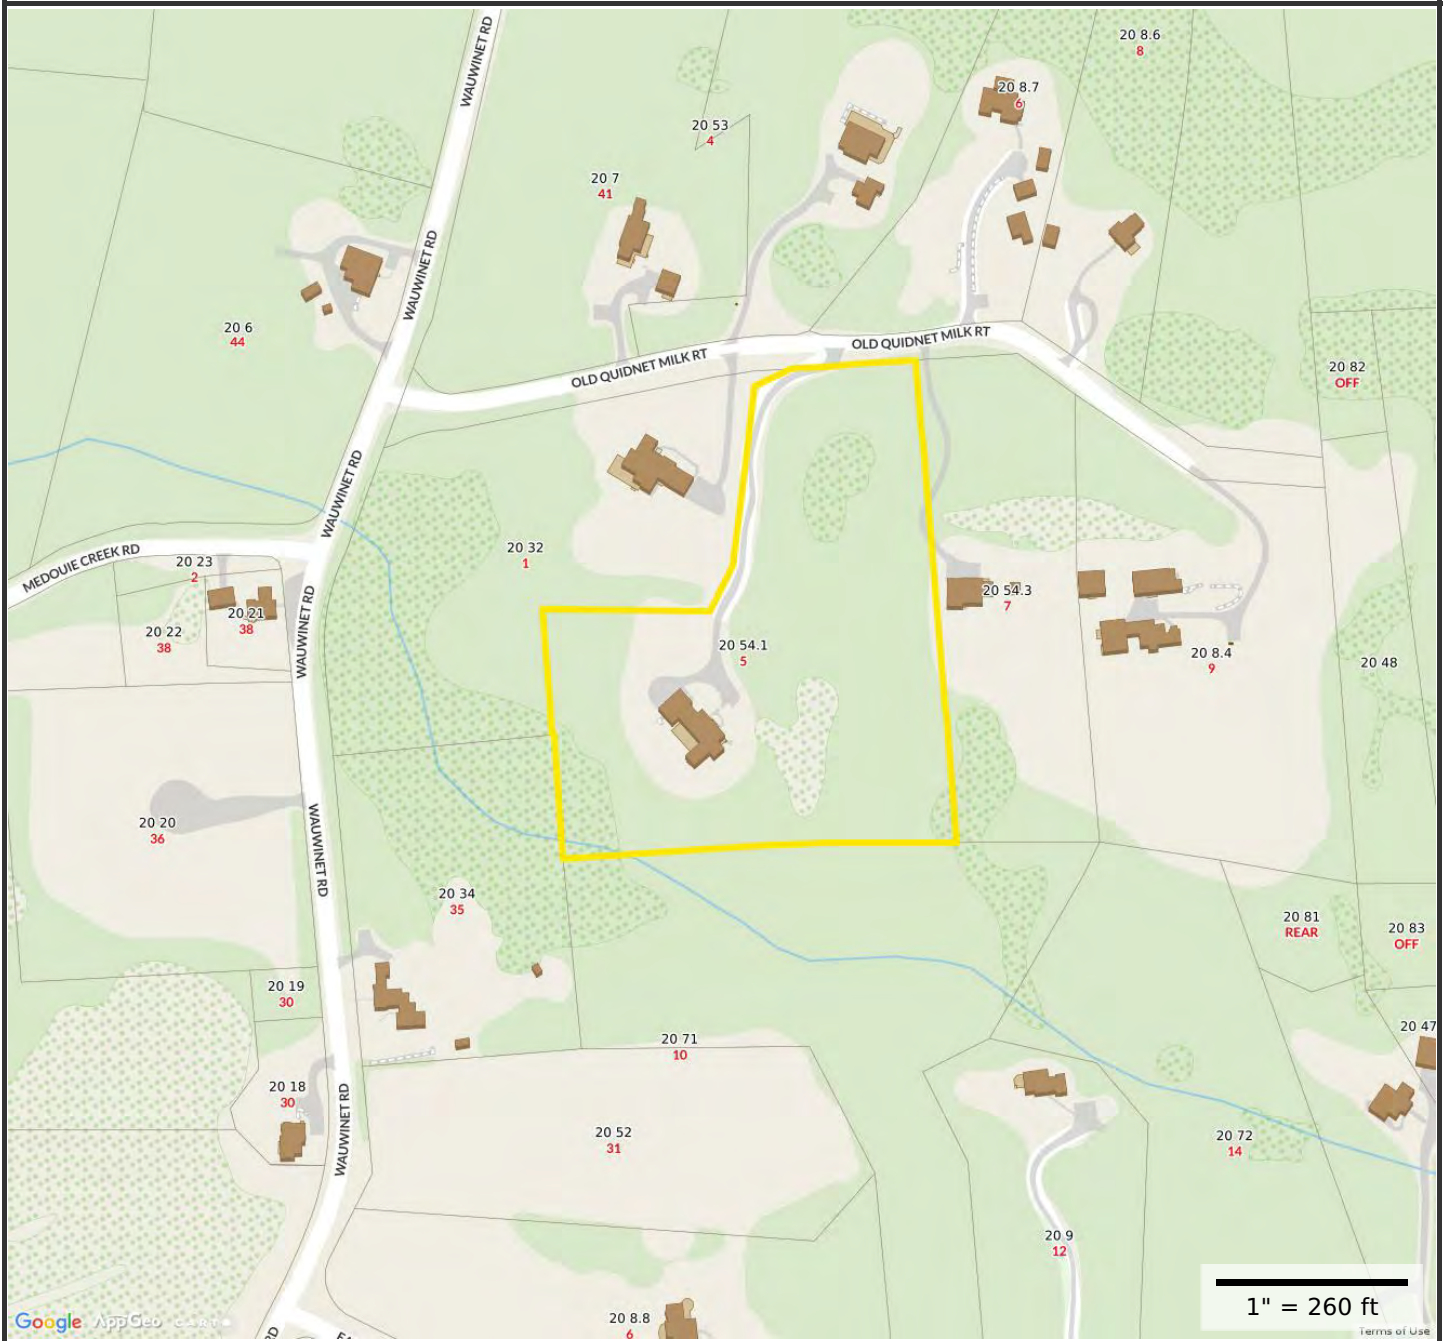 WAUWINET RD
20 8.6
8
20 8.7
6
20 53
4
20 7
41
WAUWINET RD
20 6
44
OLD QUIDNET MILK RT
OLD QUIDNET MILK RT
20 82
OFF
WAUWINET RD
MEDOUIE CREEK RD
20 23
2
20 32
1
20 21
38
20 22
38
WAUWINET RD
20 54.3
7
20 54.1
5
20 8.4
9
20 48
20 20
36
WAUWINET RD
20 34
35
20 81
REAR
20 83
OFF
20 19
30
20 47
20 71
10
20 18
30
WAUWINET RD
20 52
31
20 72
14
20 9
12
20 8.8
6
1" = 260 ft
Google AppGeo CARTO
RD
EA
Terms of Use